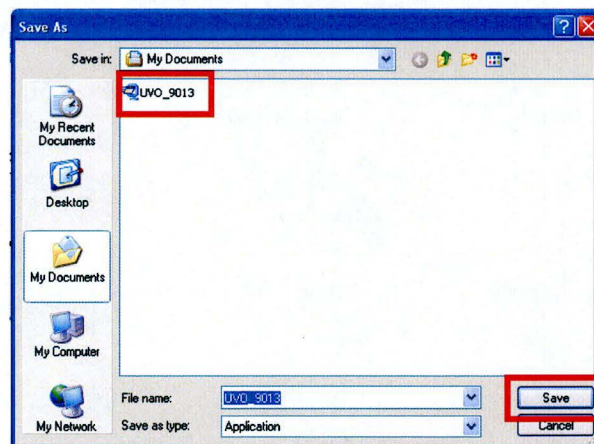 Save As
Save in:
My Documents
UVO_9013
My Recent
Documents
Desktop
My Documents
My Computer
My Network
File name:
UVO_9013
Save
Save as type:
Application
Cancel